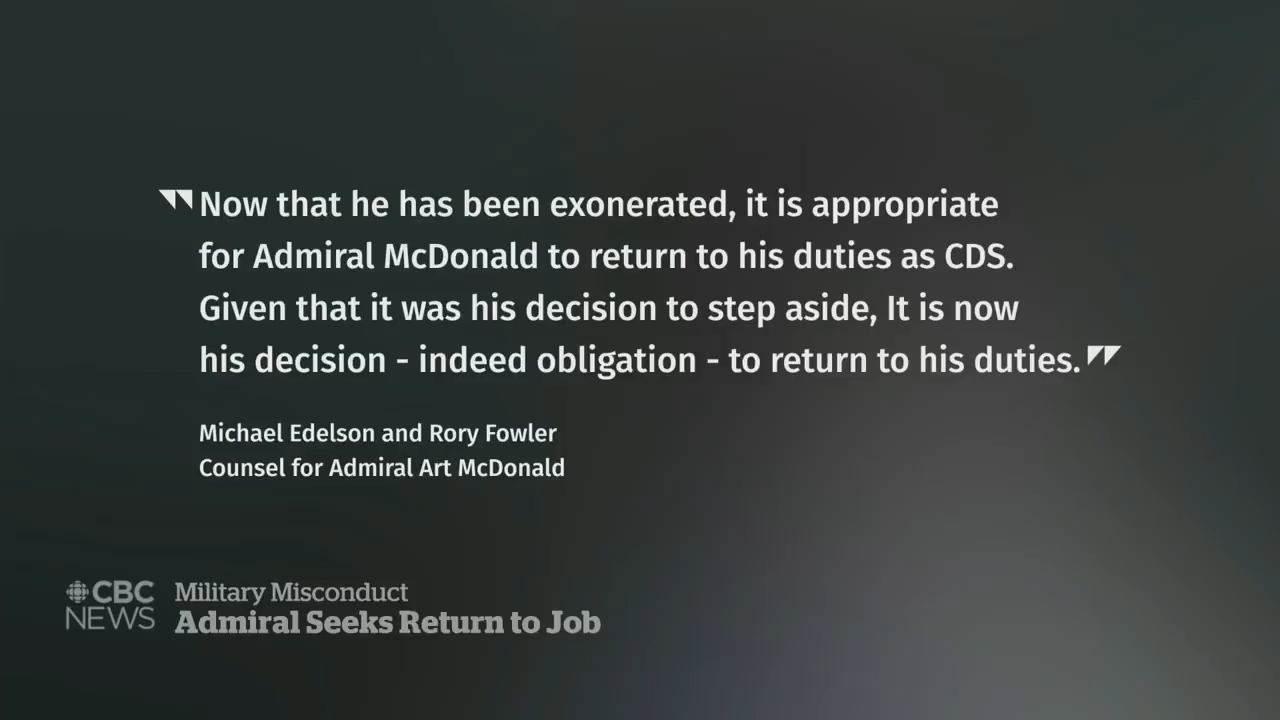 "Now that he has been exonerated, it is appropriate
for Admiral McDonald to return to his duties as CDS.
Given that it was his decision to step aside, It is now
his decision - indeed obligation - to return to his duties."
Michael Edelson and Rory Fowler
Counsel for Admiral Art McDonald
CBC
NEWS
Military Misconduct
Admiral Seeks Return to Job